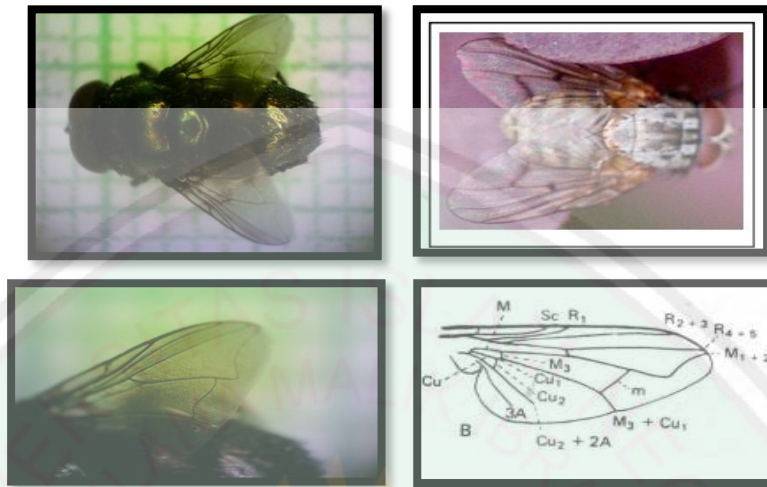 M
Sc R₁
R₂₊₃ R₄₊₅
M₁₊₂
M₃
Cu
Cu₁
m
Cu₂
3A
M₃ + Cu₁
B
Cu₂ + 2A